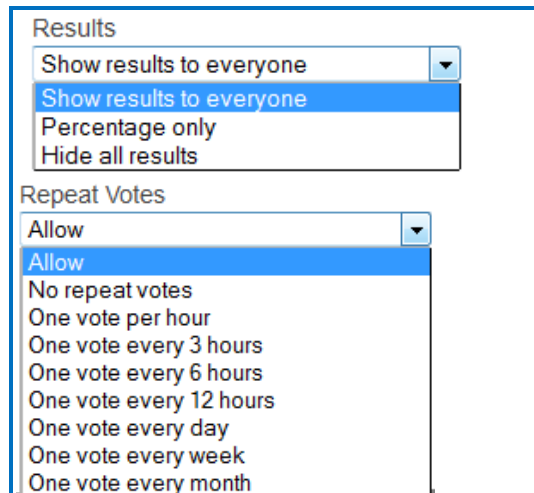 Results
Show results to everyone
Show results to everyone
Percentage only
Hide all results
Repeat Votes
Allow
Allow
No repeat votes
One vote per hour
One vote every 3 hours
One vote every 6 hours
One vote every 12 hours
One vote every day
One vote every week
One vote every month